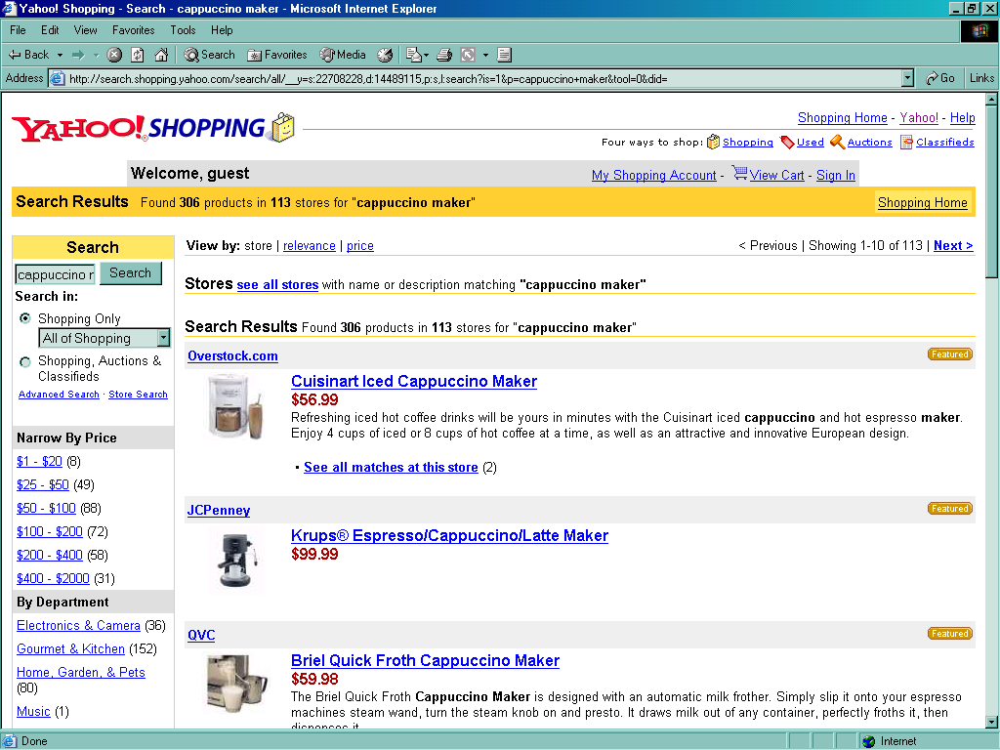 Yahoo! Shopping - Search - cappuccino maker - Microsoft Internet Explorer
File Edit View Favorites Tools Help
Back Search Favorites Media
Address http://search.shopping.yahoo.com/search/all/__y=s:22708228,d:14489115,p:s,l:search?is=1&p=cappuccino+maker&tool=0&did= Go Links
YAHOO! SHOPPING
Shopping Home - Yahoo! - Help
Four ways to shop: Shopping Used Auctions Classifieds
Welcome, guest
My Shopping Account - View Cart - Sign In
Search Results Found 306 products in 113 stores for "cappuccino maker" Shopping Home
Search
cappuccino r Search
Search in:
Shopping Only
All of Shopping
Shopping, Auctions &
Classifieds
Advanced Search · Store Search
Narrow By Price
$1 - $20 (8)
$25 - $50 (49)
$50 - $100 (88)
$100 - $200 (72)
$200 - $400 (58)
$400 - $2000 (31)
By Department
Electronics & Camera (36)
Gourmet & Kitchen (152)
Home, Garden, & Pets
(80)
Music (1)
View by: store | relevance | price
< Previous | Showing 1-10 of 113 | Next >
Stores see all stores with name or description matching "cappuccino maker"
Search Results Found 306 products in 113 stores for "cappuccino maker"
Overstock.com Featured
Cuisinart Iced Cappuccino Maker
$56.99
Refreshing iced hot coffee drinks will be yours in minutes with the Cuisinart iced cappuccino and hot espresso maker.
Enjoy 4 cups of iced or 8 cups of hot coffee at a time, as well as an attractive and innovative European design.
• See all matches at this store (2)
JCPenney Featured
Krups® Espresso/Cappuccino/Latte Maker
$99.99
QVC Featured
Briel Quick Froth Cappuccino Maker
$59.98
The Briel Quick Froth Cappuccino Maker is designed with an automatic milk frother. Simply slip it onto your espresso
machines steam wand, turn the steam knob on and presto. It draws milk out of any container, perfectly froths it, then
dispenses it
Done Internet